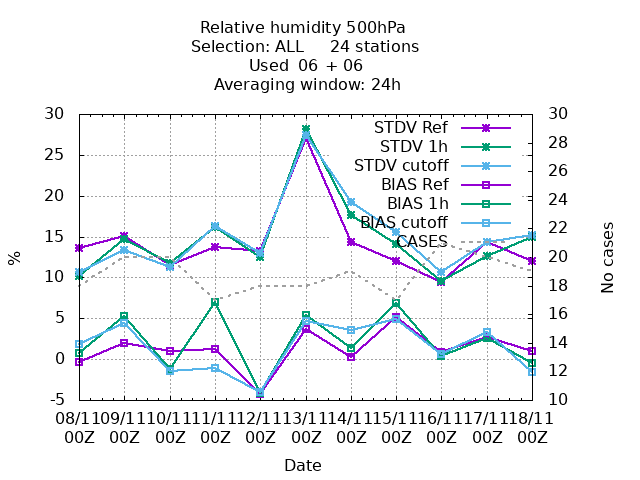 Relative humidity 500hPa
Selection: ALL 24 stations
Used 06 + 06
Averaging window: 24h
30
25
20
15
10
5
0
-5
%
STDV Ref
STDV 1h
STDV cutoff
BIAS Ref
BIAS 1h
BIAS cutoff
CASES
30
28
26
24
22
20
18
16
14
12
10
No cases
08/11 09/11 10/11 11/11 12/11 13/11 14/11 15/11 16/11 17/11 18/11
00Z 00Z 00Z 00Z 00Z 00Z 00Z 00Z 00Z 00Z 00Z
Date